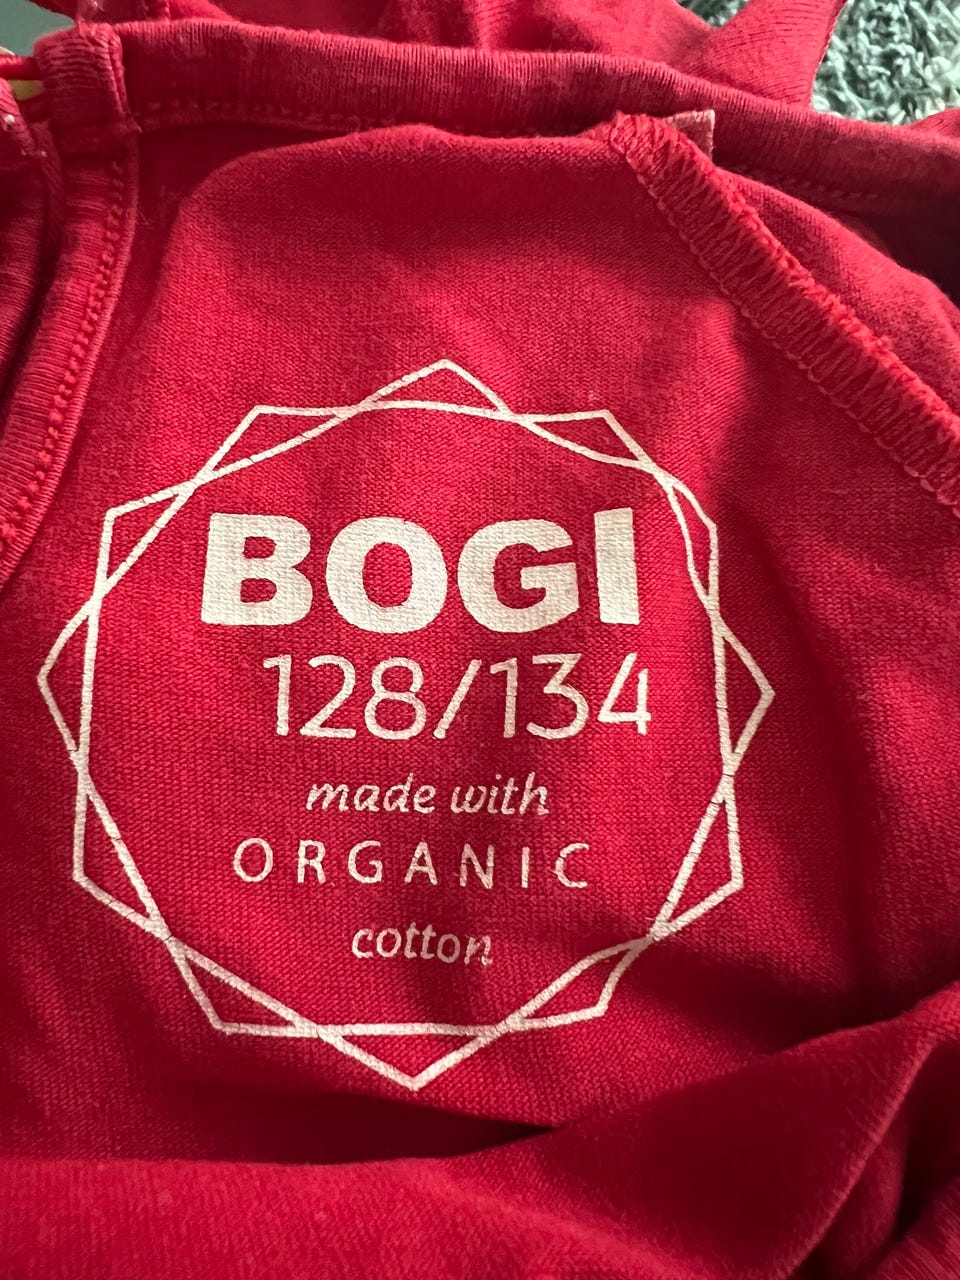 BOGI
128/134
made with
ORGANIC
cotton